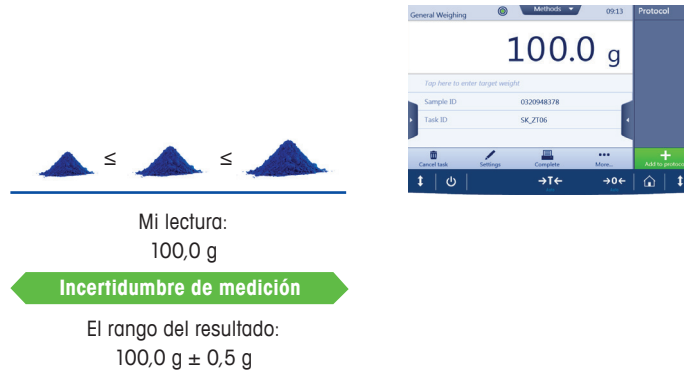 ≤ ≤
Mi lectura:
100,0 g
Incertidumbre de medición
El rango del resultado:
100,0 g ± 0,5 g
General Weighing Methods 09:13 Protocol
100.0 g
Tap here to enter target weight
Sample ID 0320948378
Task ID SK_ZT06
Cancel task Settings Complete More... Add to protocol
→T← →0←